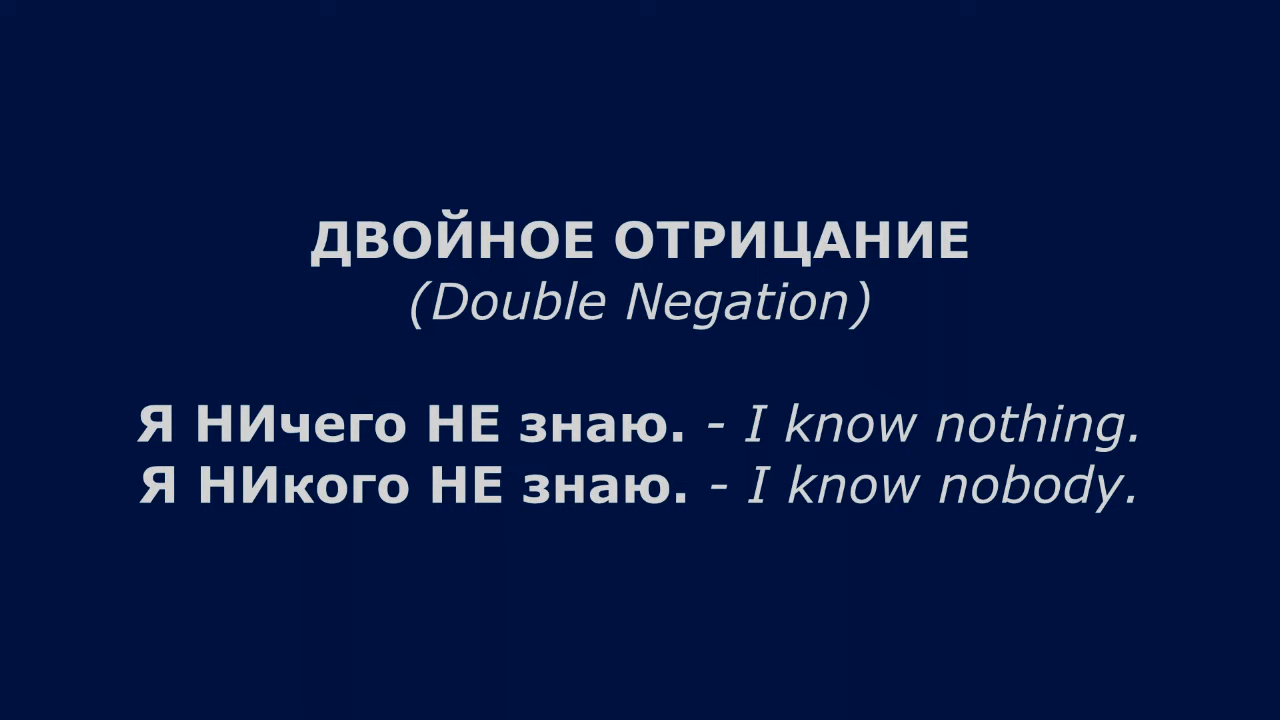 ДВОЙНОЕ ОТРИЦАНИЕ
(Double Negation)
Я НИчего НЕ знаю. - I know nothing.
Я НИкого НЕ знаю. - I know nobody.